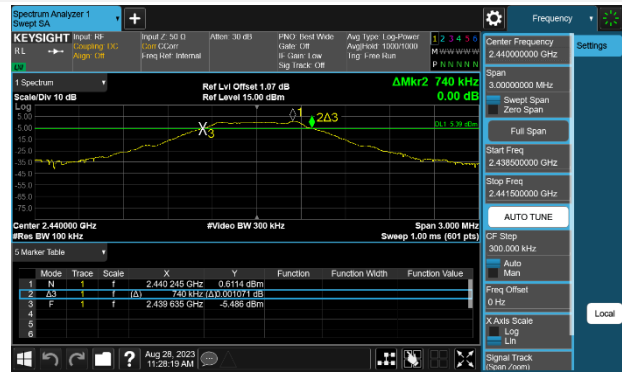 Spectrum Analyzer 1
Swept SA
Frequency
KEYSIGHT
RL
Input: RF
Coupling: DC
Align: Off
Input Z: 50 Ω
Corr CCorr
Freq Ref: Internal
Atten: 30 dB
PNO: Best Wide
Gate: Off
IF Gain: Low
Sig Track: Off
Avg Type: Log-Power
Avg|Hold: 1000/1000
Trig: Free Run
1 2 3 4 5 6
M W W W W W
P N N N N N
LW
1 Spectrum
Scale/Div 10 dB
Ref Lvl Offset 1.07 dB
Ref Level 15.00 dBm
ΔMkr2 740 kHz
0.00 dB
Log
5.00
-5.00
-15.0
-25.0
-35.0
-45.0
-55.0
-65.0
-75.0
1
2Δ3
3
Center 2.440000 GHz
#Res BW 100 kHz
#Video BW 300 kHz
Span 3.000 MHz
Sweep 1.00 ms (601 pts)
5 Marker Table
Mode Trace Scale X Y Function Function Width Function Value
1 N 1 f 2.440 245 GHz 0.6114 dBm
2 Δ3 1 f (Δ) 740 kHz (Δ) 0.001071 dB
3 F 1 f 2.439 635 GHz -5.486 dBm
4
5
6
?
Aug 28, 2023
11:28:19 AM
Center Frequency
2.440000000 GHz
Settings
Span
3.00000000 MHz
Swept Span
Zero Span
Full Span
Start Freq
2.438500000 GHz
Stop Freq
2.441500000 GHz
AUTO TUNE
CF Step
300.000 kHz
Auto
Man
Freq Offset
0 Hz
X Axis Scale
Log
Lin
Local
Signal Track
(Span Zoom)